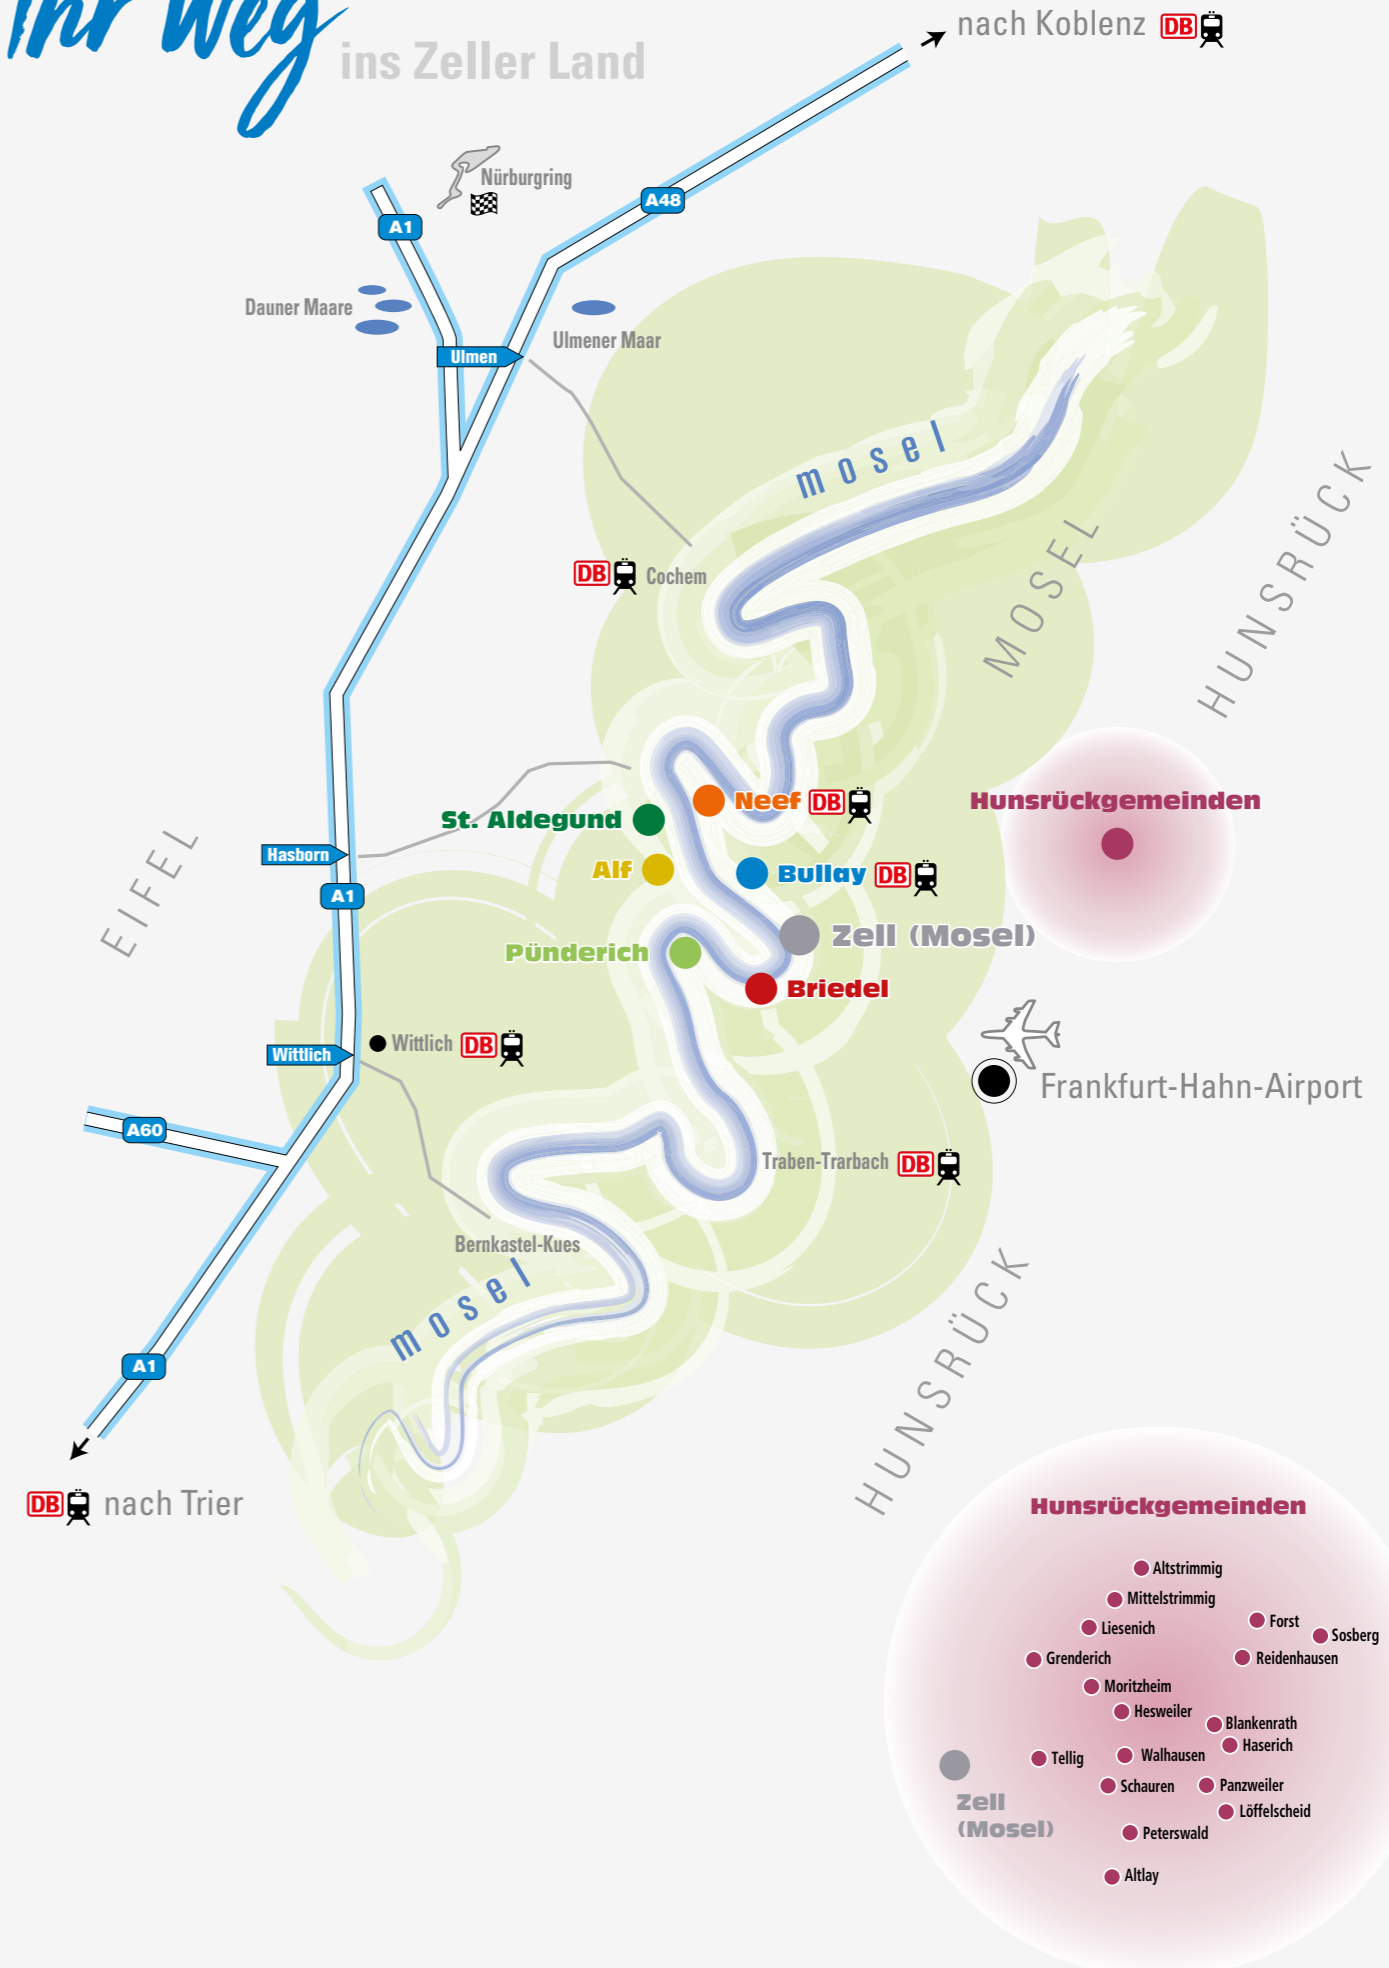 Ihr Weg
ins Zeller Land
nach Koblenz DB
Nürburgring
A48
A1
Dauner Maare
Ulmener Maar
Ulmen
mosel
HUNSRÜCK
MOSEL
DB Cochem
Hunsrückgemeinden
Neef DB
St. Aldegund
EIFEL
Hasborn
Alf
Bullay DB
A1
Zell (Mosel)
Pünderich
Briedel
Wittlich
Wittlich DB
Frankfurt-Hahn-Airport
A60
Traben-Trarbach DB
Bernkastel-Kues
mosel
HUNSRÜCK
A1
DB nach Trier
Hunsrückgemeinden
Altstrimmig
Mittelstrimmig
Forst
Liesenich
Sosberg
Grenderich
Reidenhausen
Moritzheim
Hesweiler
Blankenrath
Haserich
Tellig
Walhausen
Schauren
Panzweiler
Zell
(Mosel)
Löffelscheid
Peterswald
Altlay